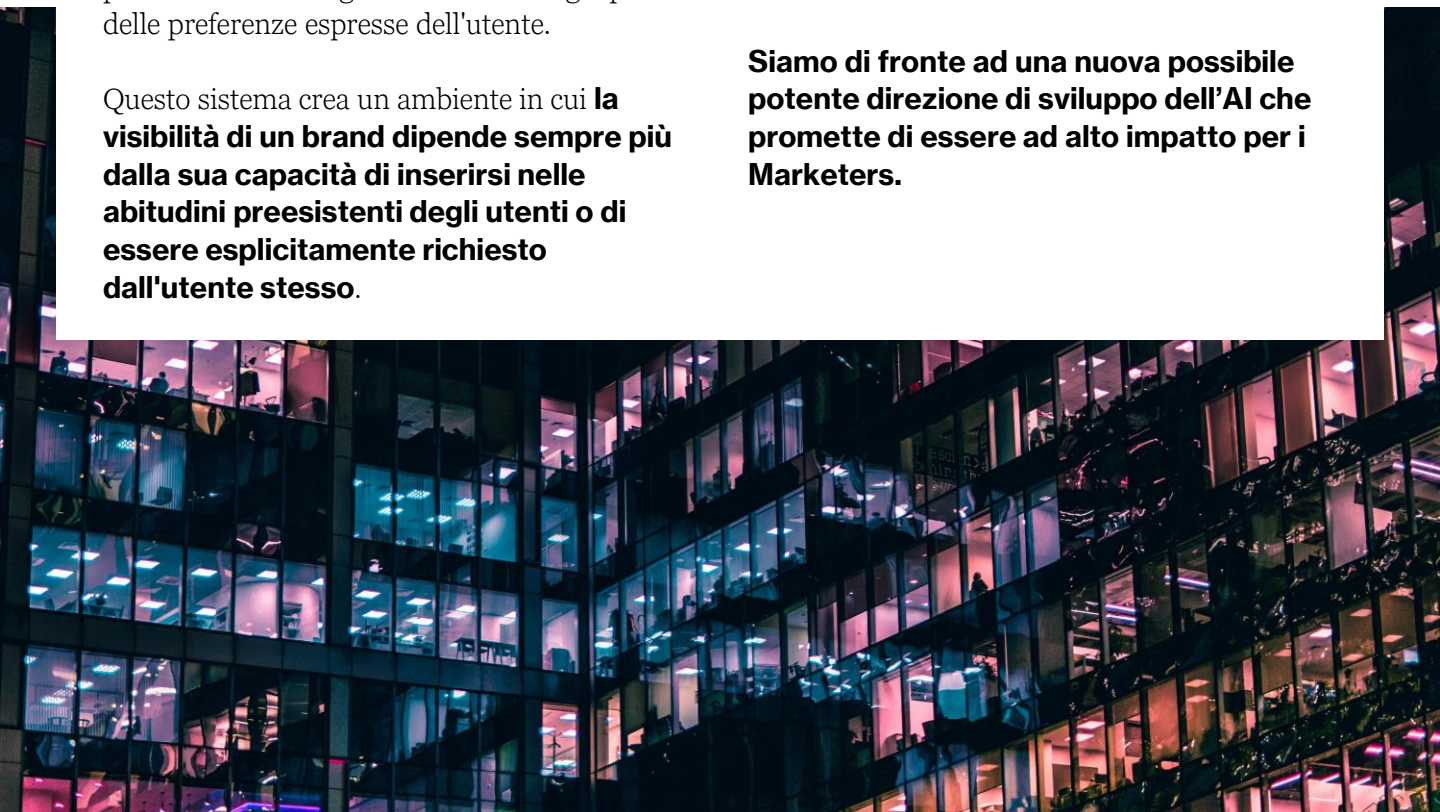 delle preferenze espresse dell'utente.
Questo sistema crea un ambiente in cui la
visibilità di un brand dipende sempre più
dalla sua capacità di inserirsi nelle
abitudini preesistenti degli utenti o di
essere esplicitamente richiesto
dall'utente stesso.
Siamo di fronte ad una nuova possibile
potente direzione di sviluppo dell’AI che
promette di essere ad alto impatto per i
Marketers.